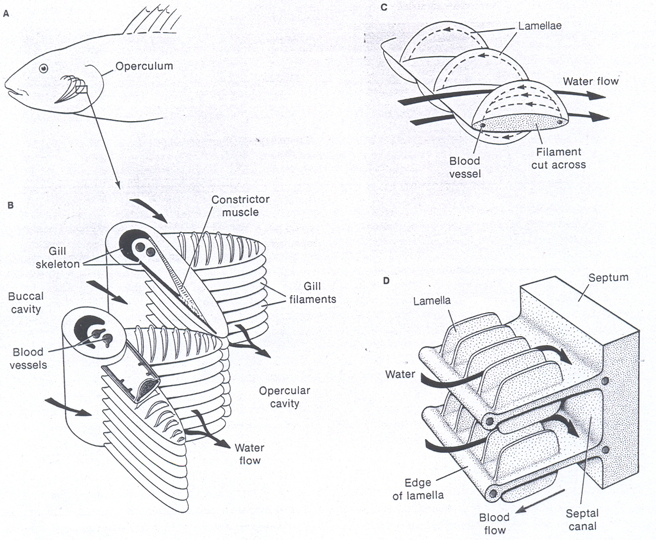 A
Operculum
B
Constrictor
muscle
Gill
skeleton
Buccal
cavity
Gill
filaments
Blood
vessels
Opercular
cavity
Water
flow
C
Lamellae
Water flow
Blood
vessel
Filament
cut across
D
Septum
Lamella
Water
Edge
of lamella
Blood
flow
Septal
canal